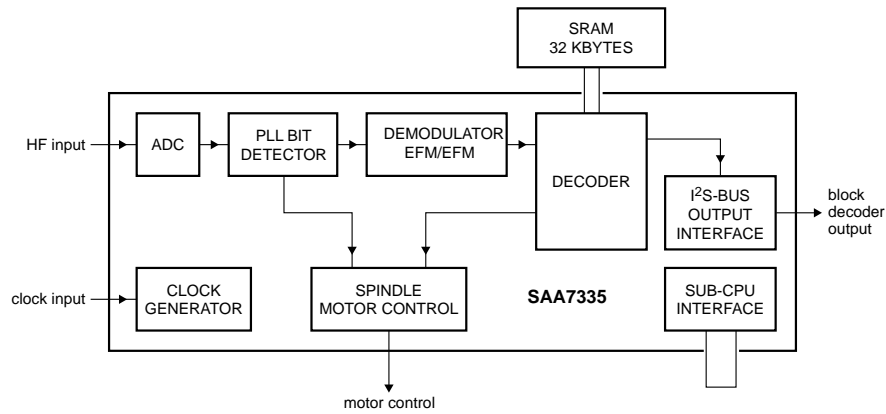 SRAM
32 KBYTES
HF input
ADC
PLL BIT
DETECTOR
DEMODULATOR
EFM/EFM
DECODER
I²S-BUS
OUTPUT
INTERFACE
block
decoder
output
clock input
CLOCK
GENERATOR
SPINDLE
MOTOR CONTROL
SAA7335
SUB-CPU
INTERFACE
motor control